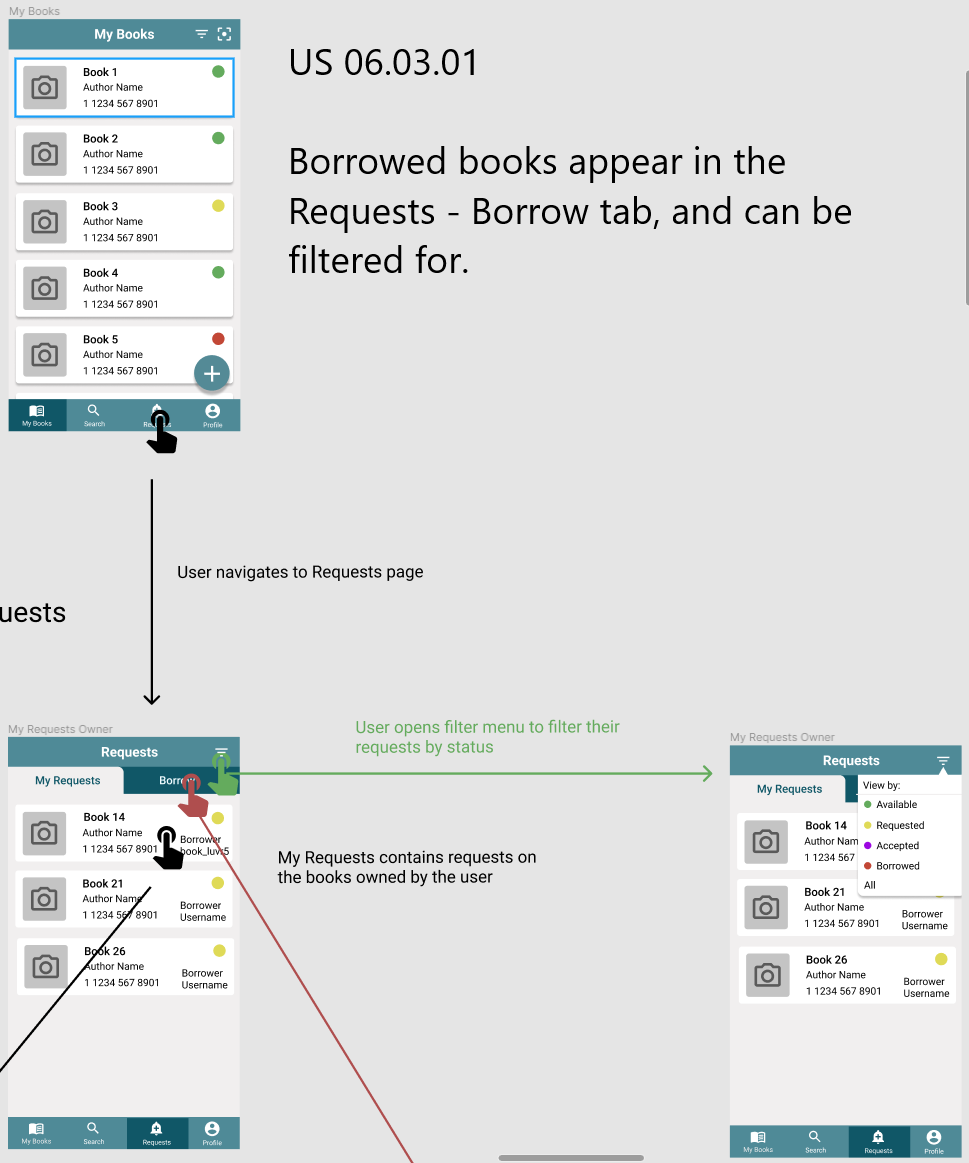 My Books
My Books
US 06.03.01
Borrowed books appear in the
Requests - Borrow tab, and can be
filtered for.
Book 1
Author Name
1 1234 567 8901
Book 2
Author Name
1 1234 567 8901
Book 3
Author Name
1 1234 567 8901
Book 4
Author Name
1 1234 567 8901
Book 5
Author Name
1 1234 567 8901
My Books
Search
Profile
User navigates to Requests page
uests
My Requests Owner
Requests
My Requests
Book 14
Author Name
1 1234 567 8901
Borrower
Book 21
Author Name
1 1234 567 8901
Borrower
Username
Book 26
Author Name
1 1234 567 8901
Borrower
Username
My Books
Search
Requests
Profile
User opens filter menu to filter their
requests by status
My Requests contains requests on
the books owned by the user
My Requests Owner
Requests
My Requests
View by:
Available
Requested
Accepted
Borrowed
All
Book 14
Author Nam
1 1234 567
Book 21
Author Name
1 1234 567 8901
Borrower
Username
Book 26
Author Name
1 1234 567 8901
Borrower
Username
My Books
Search
Requests
Profile